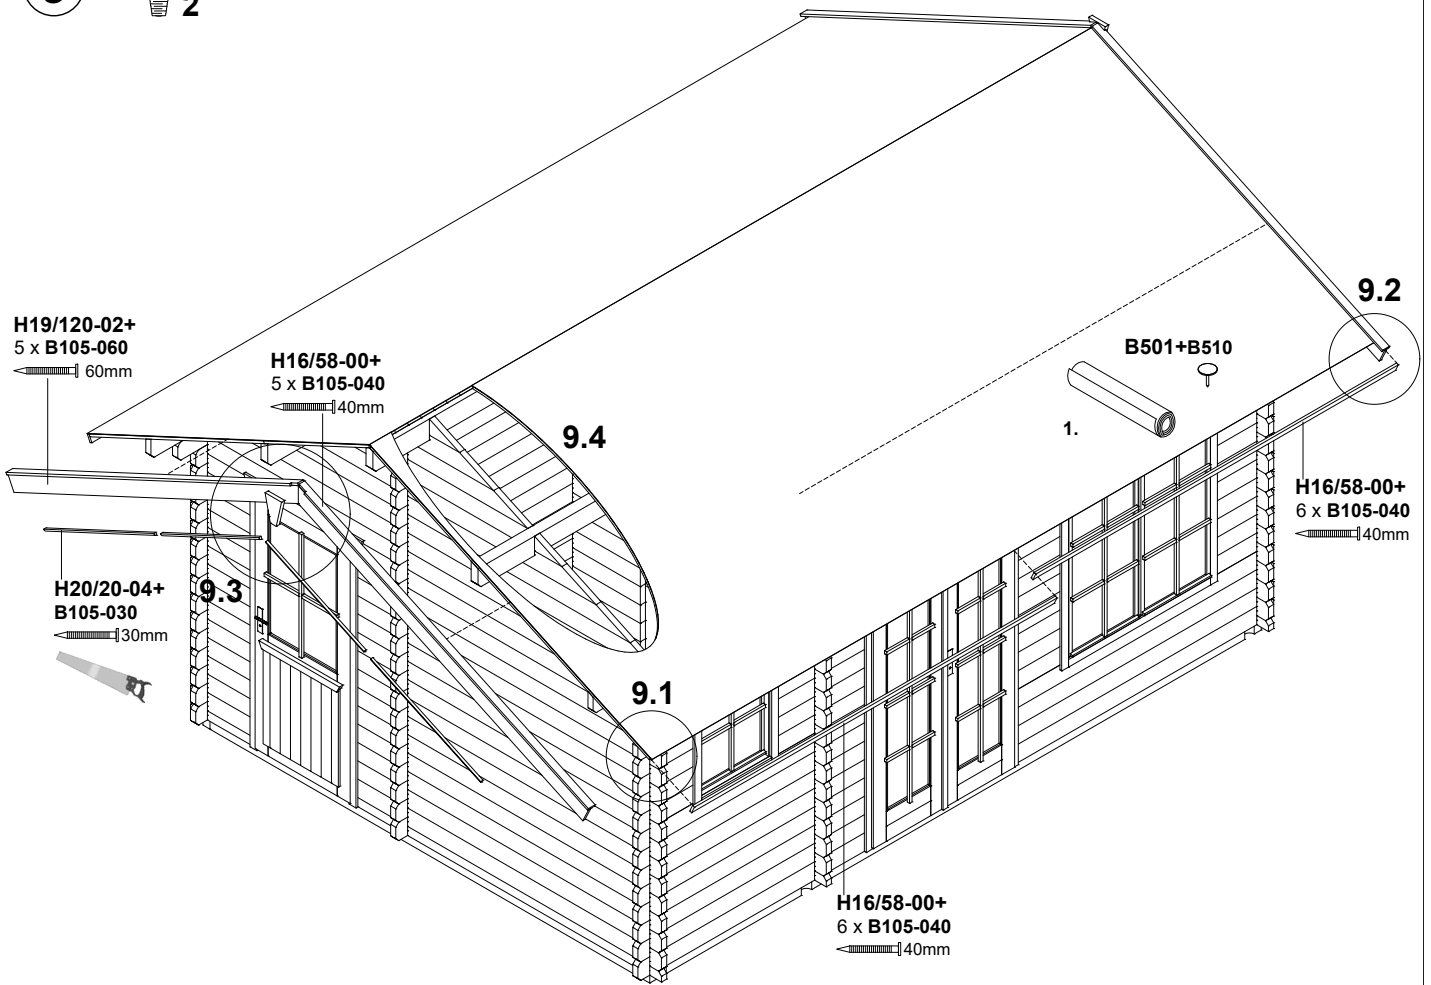 2
9.2
H19/120-02+
5 x B105-060
60mm
H16/58-00+
5 x B105-040
40mm
B501+B510
9.4
1.
H16/58-00+
6 x B105-040
40mm
9.3
H20/20-04+
B105-030
30mm
9.1
H16/58-00+
6 x B105-040
40mm